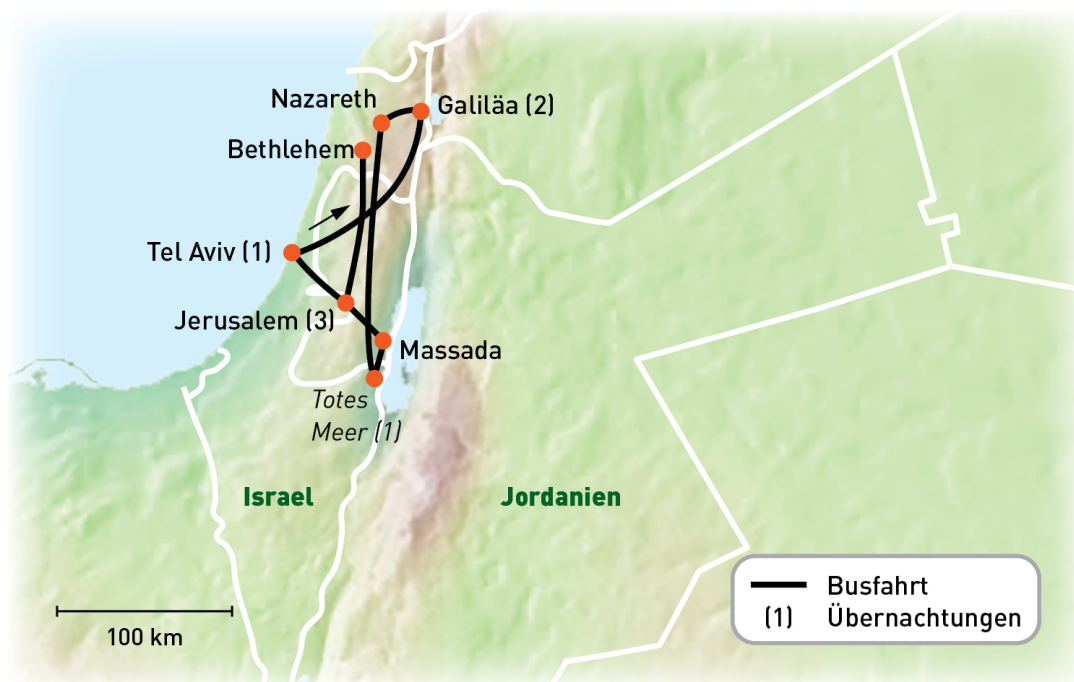 Nazareth
Galiläa (2)
Bethlehem
Tel Aviv (1)
Jerusalem (3)
Massada
Totes
Meer (1)
Israel
Jordanien
100 km
Busfahrt
(1) Übernachtungen